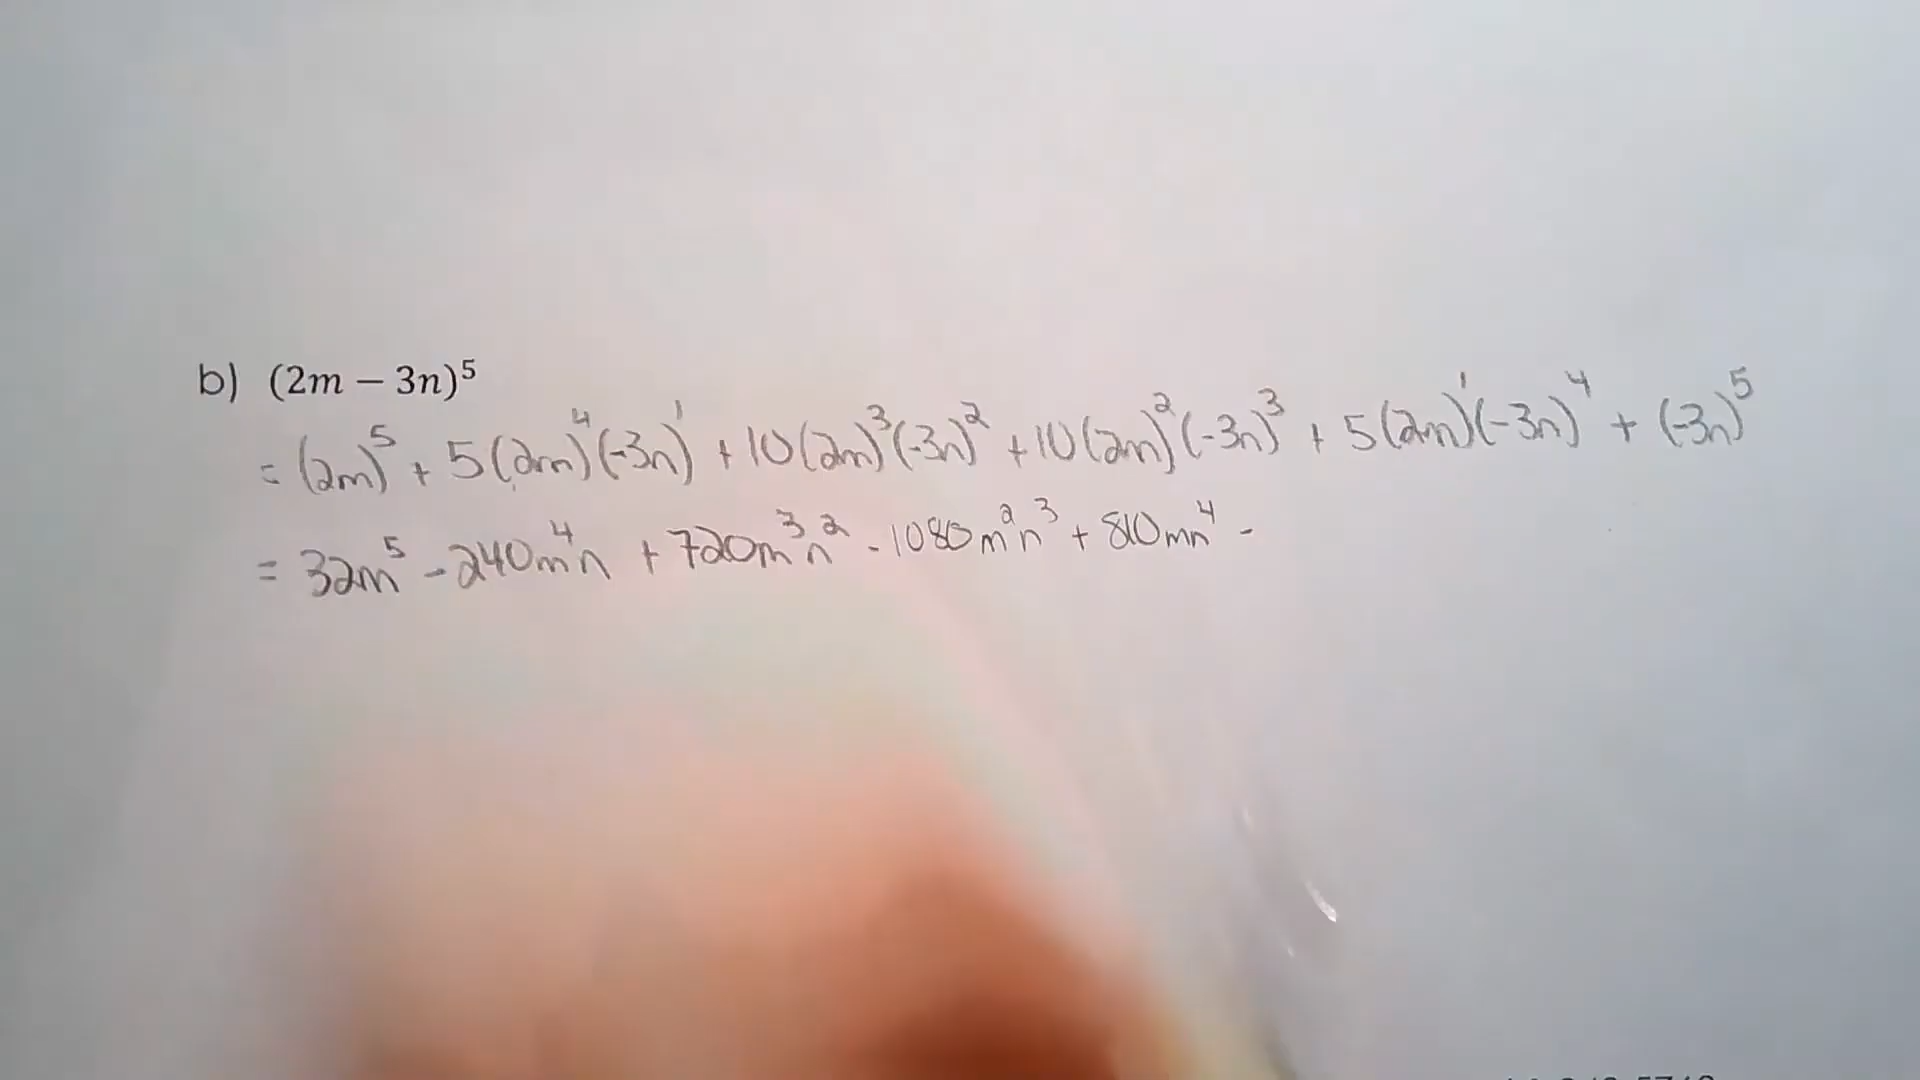 b) (2m − 3n)⁵
= (2m)⁵ + 5(2m)⁴(-3n)¹ + 10(2m)³(-3n)² + 10(2m)²(-3n)³ + 5(2m)¹(-3n)⁴ + (-3n)⁵
= 32m⁵ - 240m⁴n + 720m³n² - 1080m²n³ + 810mn⁴ -